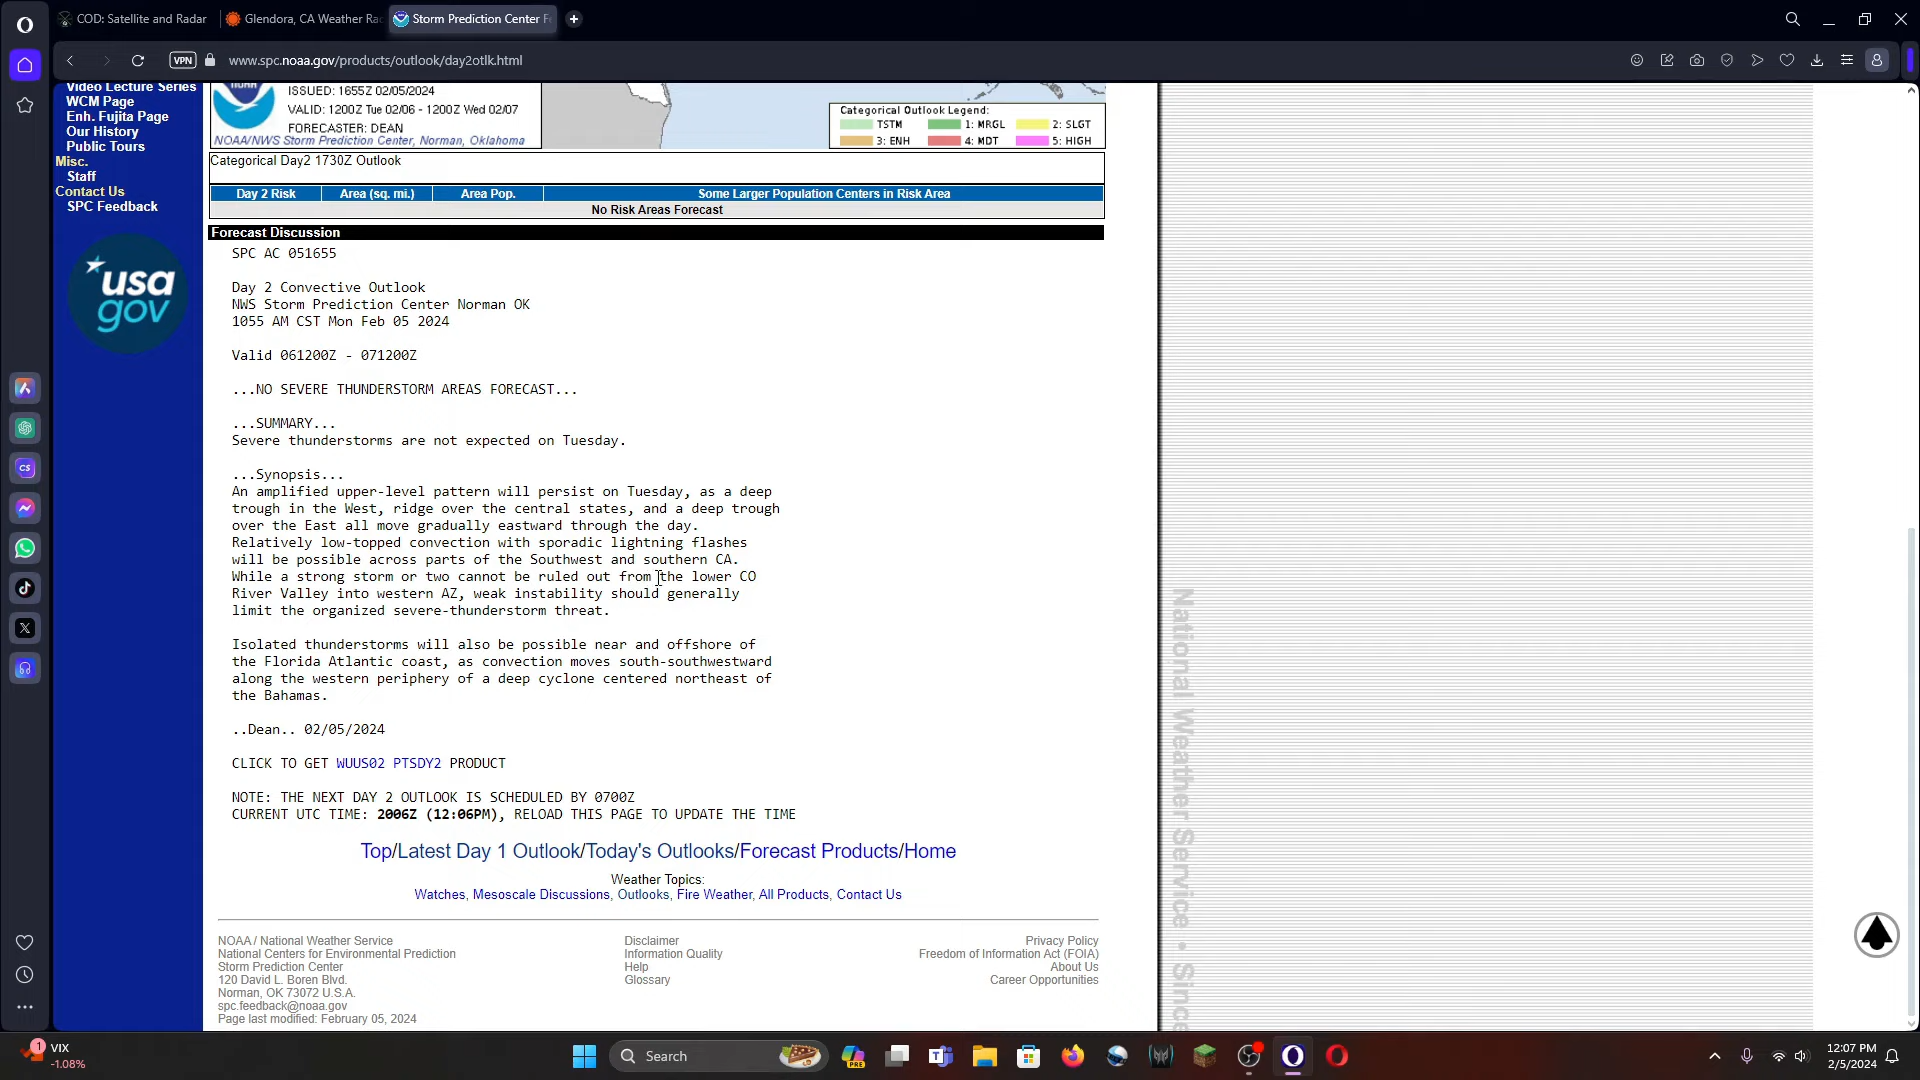 COD: Satellite and Radar
Glendora, CA Weather Ra
Storm Prediction Center F
VPN
www.spc.noaa.gov/products/outlook/day2otlk.html
Video Lecture Series
WCM Page
Enh. Fujita Page
Our History
Public Tours
Misc.
Staff
Contact Us
SPC Feedback
usa
gov
ISSUED: 1655Z 02/05/2024
VALID: 1200Z Tue 02/06 - 1200Z Wed 02/07
FORECASTER: DEAN
NOAA/NWS Storm Prediction Center, Norman, Oklahoma
Categorical Outlook Legend:
TSTM 1: MRGL 2: SLGT
3: ENH 4: MDT 5: HIGH
Categorical Day2 1730Z Outlook
Day 2 Risk Area (sq. mi.) Area Pop. Some Larger Population Centers in Risk Area
No Risk Areas Forecast
Forecast Discussion
SPC AC 051655
Day 2 Convective Outlook
NWS Storm Prediction Center Norman OK
1055 AM CST Mon Feb 05 2024
Valid 061200Z - 071200Z
...NO SEVERE THUNDERSTORM AREAS FORECAST...
...SUMMARY...
Severe thunderstorms are not expected on Tuesday.
...Synopsis...
An amplified upper-level pattern will persist on Tuesday, as a deep
trough in the West, ridge over the central states, and a deep trough
over the East all move gradually eastward through the day.
Relatively low-topped convection with sporadic lightning flashes
will be possible across parts of the Southwest and southern CA.
While a strong storm or two cannot be ruled out from the lower CO
River Valley into western AZ, weak instability should generally
limit the organized severe-thunderstorm threat.
Isolated thunderstorms will also be possible near and offshore of
the Florida Atlantic coast, as convection moves south-southwestward
along the western periphery of a deep cyclone centered northeast of
the Bahamas.
..Dean.. 02/05/2024
CLICK TO GET WUUS02 PTSDY2 PRODUCT
NOTE: THE NEXT DAY 2 OUTLOOK IS SCHEDULED BY 0700Z
CURRENT UTC TIME: 2006Z (12:06PM), RELOAD THIS PAGE TO UPDATE THE TIME
Top/Latest Day 1 Outlook/Today's Outlooks/Forecast Products/Home
Weather Topics:
Watches, Mesoscale Discussions, Outlooks, Fire Weather, All Products, Contact Us
NOAA / National Weather Service
National Centers for Environmental Prediction
Storm Prediction Center
120 David L. Boren Blvd.
Norman, OK 73072 U.S.A.
spc.feedback@noaa.gov
Page last modified: February 05, 2024
Disclaimer
Information Quality
Help
Glossary
Privacy Policy
Freedom of Information Act (FOIA)
About Us
Career Opportunities
National Weather Service • Since
CS
1
VIX
-1.08%
Search
PRE
12:07 PM
2/5/2024